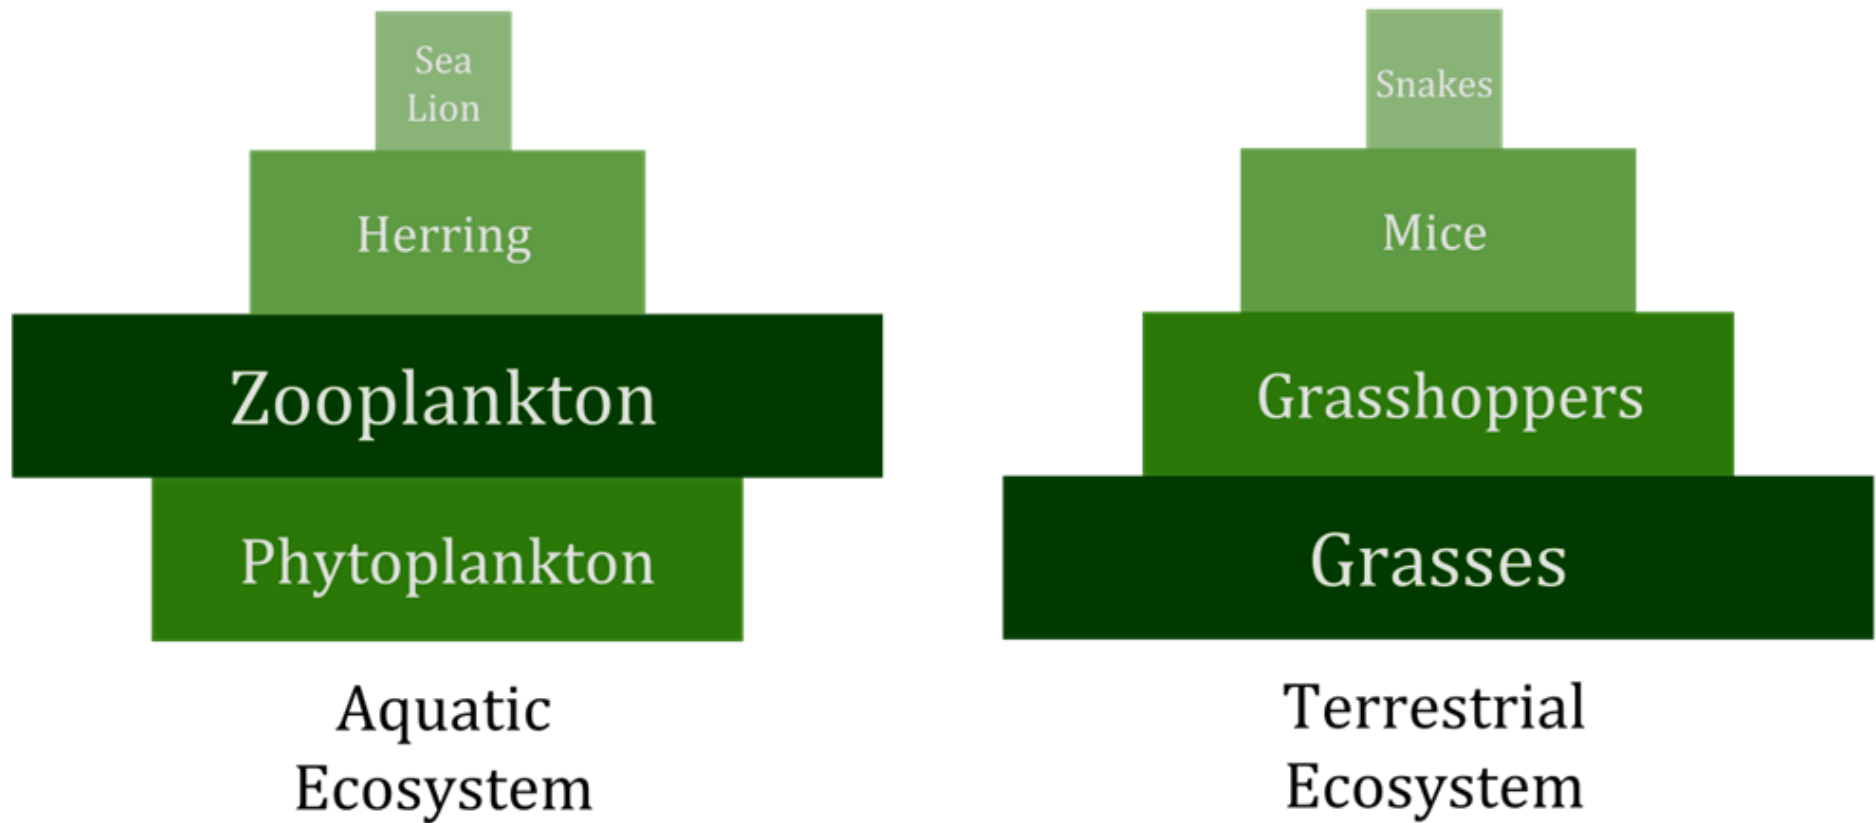 Sea
Lion
Herring
Zooplankton
Phytoplankton
Aquatic
Ecosystem
Snakes
Mice
Grasshoppers
Grasses
Terrestrial
Ecosystem